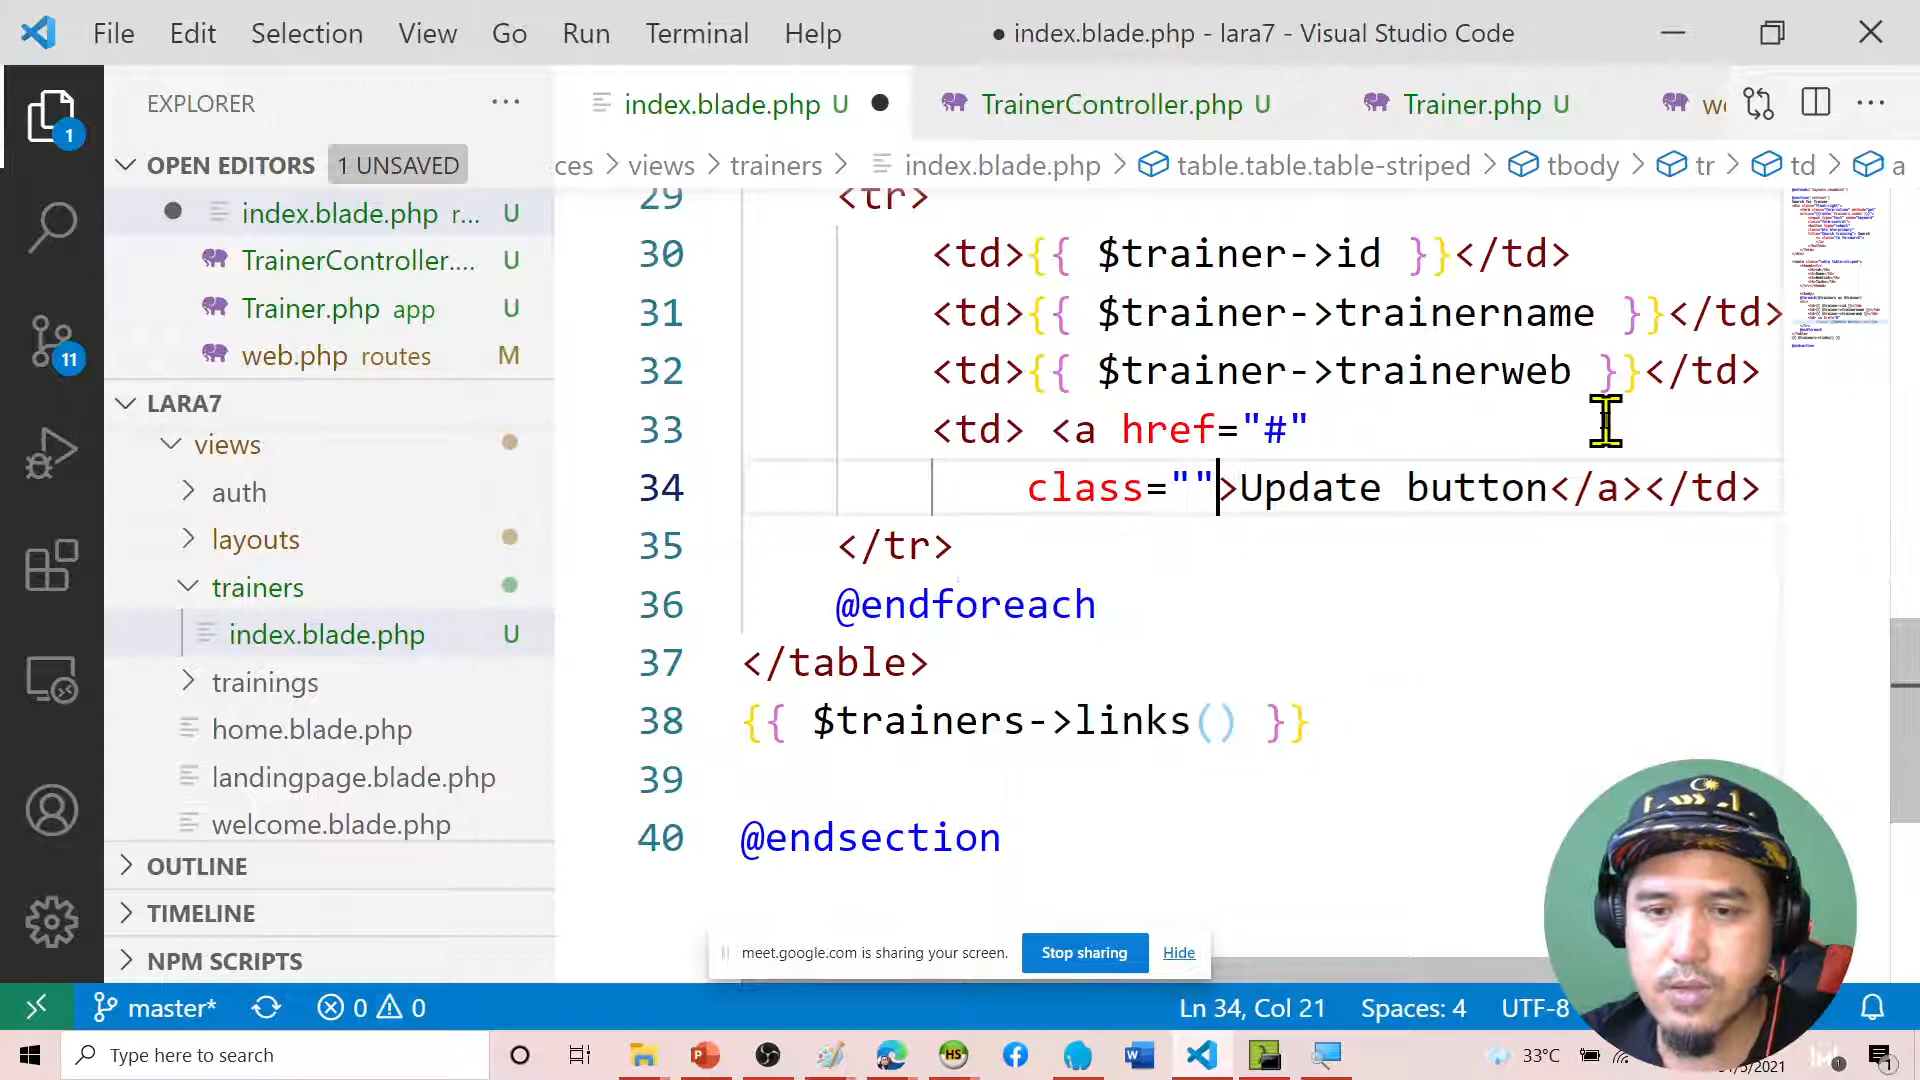 File Edit Selection View Go Run Terminal Help
● index.blade.php - lara7 - Visual Studio Code
EXPLORER
index.blade.php U
TrainerController.php U
Trainer.php U
OPEN EDITORS 1 UNSAVED
ces > views > trainers > index.blade.php > table.table.table-striped > tbody > tr > td > a
index.blade.php r... U
TrainerController.... U
Trainer.php app U
web.php routes M
LARA7
views
auth
layouts
trainers
index.blade.php U
trainings
home.blade.php
landingpage.blade.php
welcome.blade.php
OUTLINE
TIMELINE
NPM SCRIPTS
29 <tr>
30 <td>{{ $trainer->id }}</td>
31 <td>{{ $trainer->trainername }}</td>
32 <td>{{ $trainer->trainerweb }}</td>
33 <td> <a href="#"
34 class="">Update button</a></td>
35 </tr>
36 @endforeach
37 </table>
38 {{ $trainers->links() }}
39
40 @endsection
meet.google.com is sharing your screen. Stop sharing Hide
1
11
master* 0 0
Ln 34, Col 21 Spaces: 4 UTF-8
Type here to search
33°C